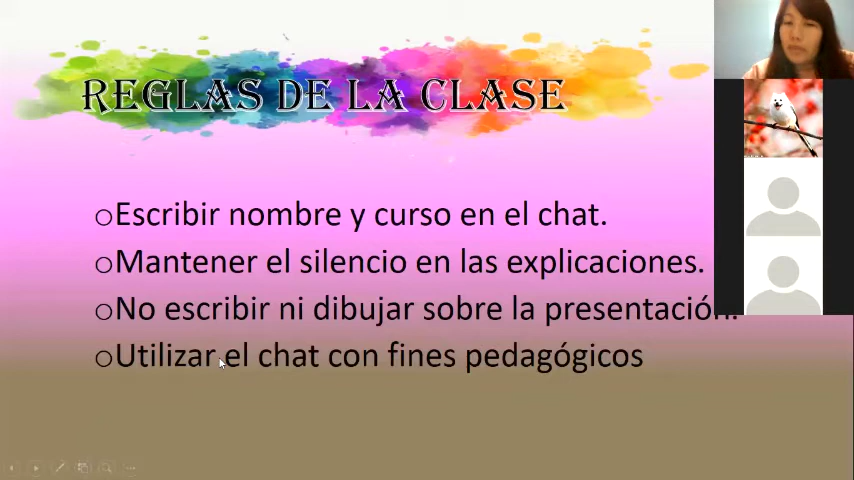 REGLAS DE LA CLASE
Escribir nombre y curso en el chat.
Mantener el silencio en las explicaciones.
No escribir ni dibujar sobre la presentación.
Utilizar el chat con fines pedagógicos